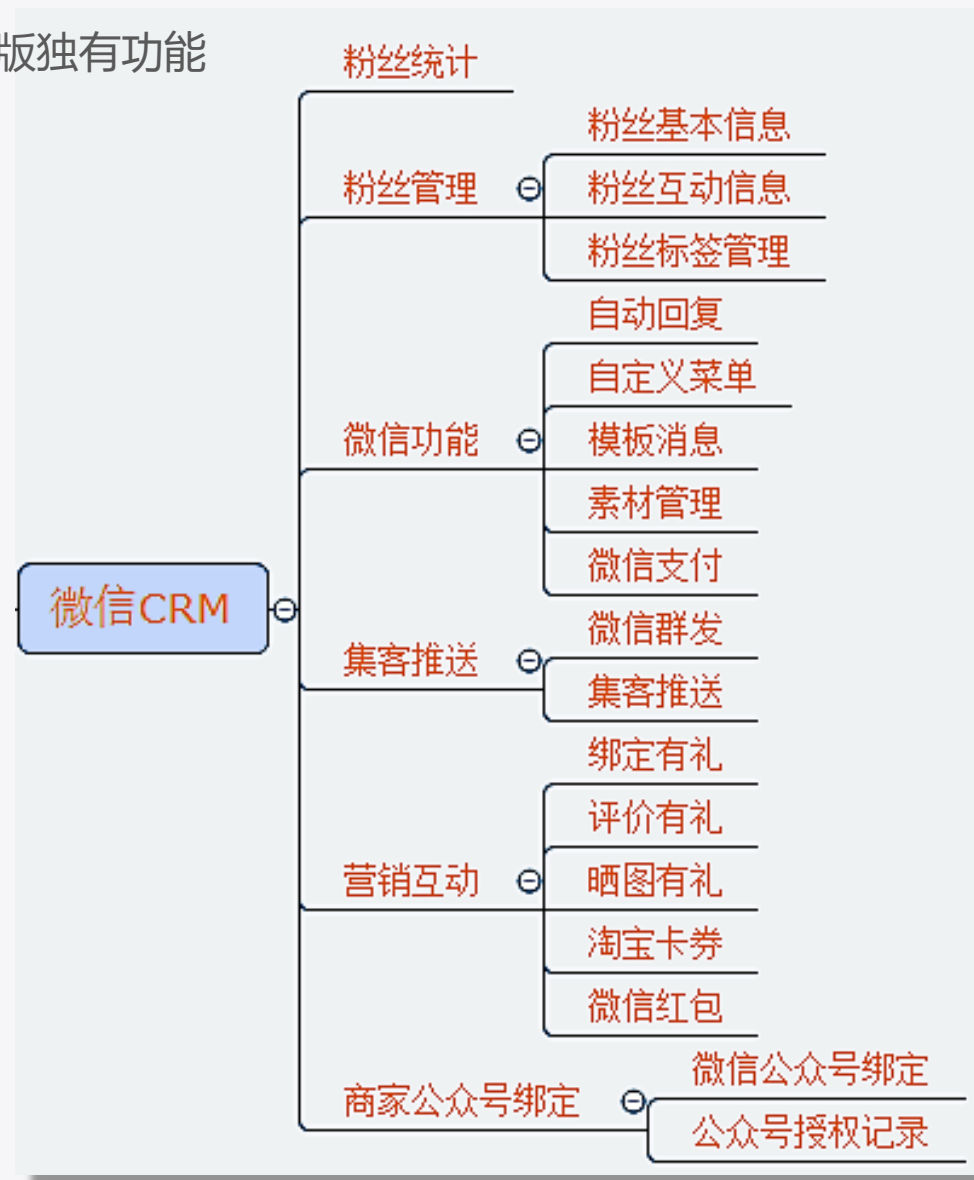 版独有功能
粉丝统计
粉丝基本信息
粉丝管理
粉丝互动信息
粉丝标签管理
自动回复
自定义菜单
微信功能
模板消息
素材管理
微信支付
微信CRM
微信群发
集客推送
集客推送
绑定有礼
评价有礼
营销互动
晒图有礼
淘宝卡券
微信红包
微信公众号绑定
商家公众号绑定
公众号授权记录